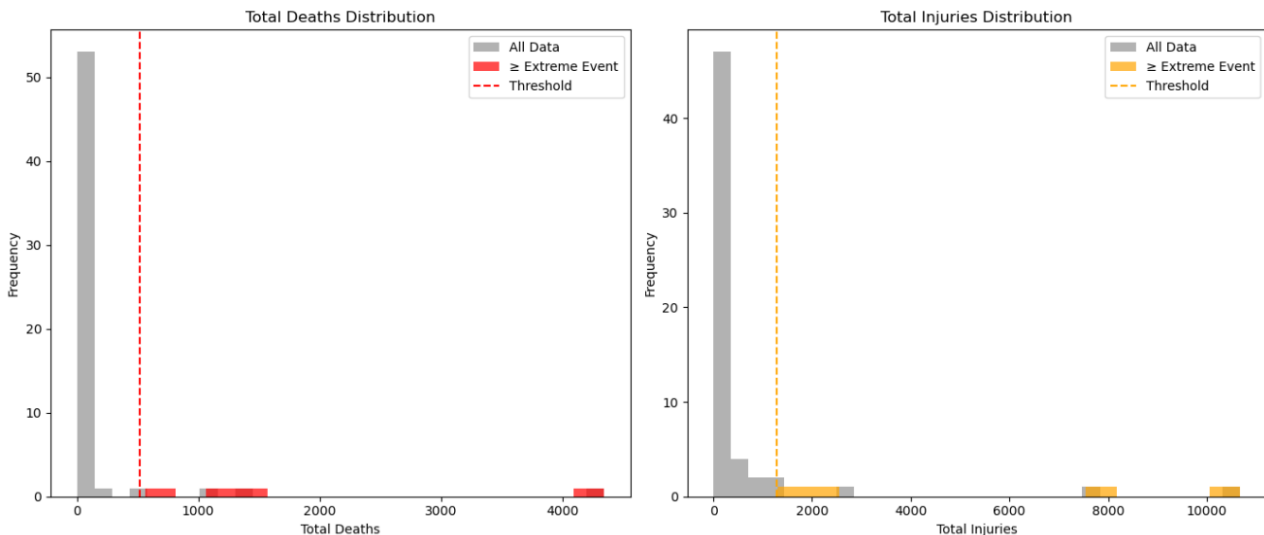 Total Deaths Distribution
All Data
≥ Extreme Event
Threshold
50
40
30
20
10
0
Frequency
0
1000
2000
3000
4000
Total Deaths
Total Injuries Distribution
All Data
≥ Extreme Event
Threshold
40
30
20
10
0
Frequency
0
2000
4000
6000
8000
10000
Total Injuries